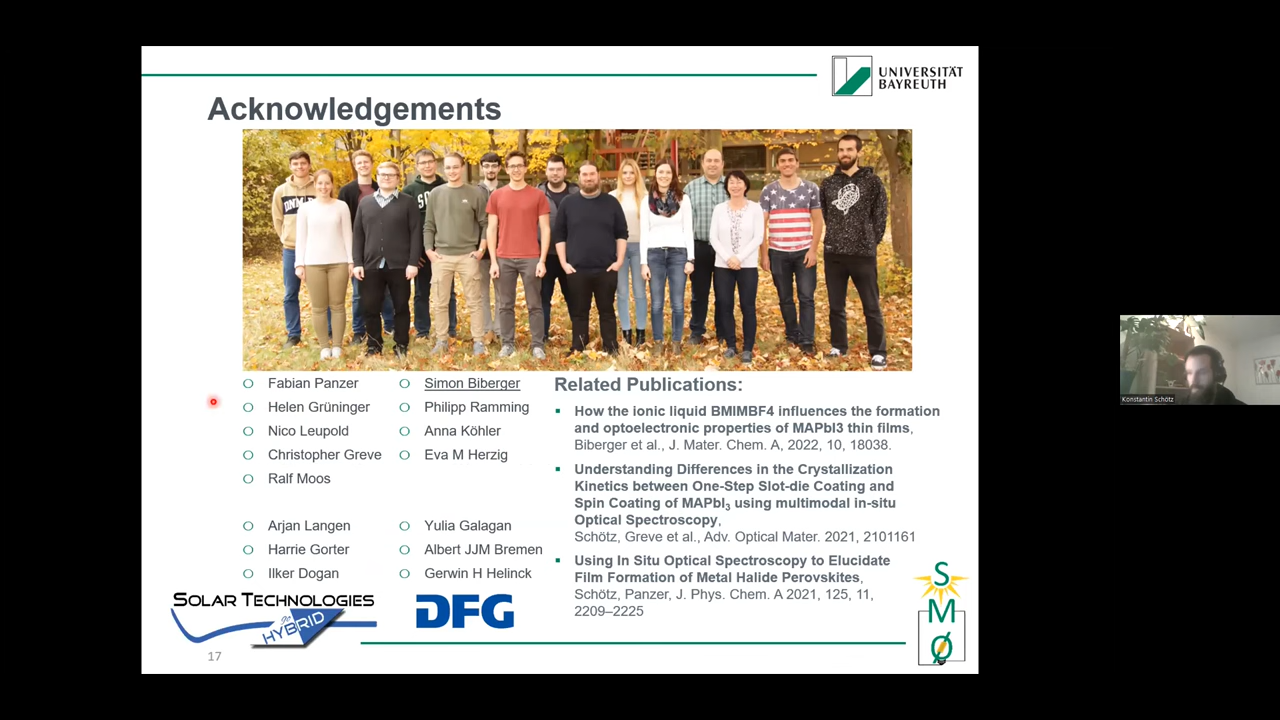 UNIVERSITÄT
BAYREUTH
Acknowledgements
Fabian Panzer
Helen Grüninger
Nico Leupold
Christopher Greve
Ralf Moos
Simon Biberger
Philipp Ramming
Anna Köhler
Eva M Herzig
Arjan Langen
Harrie Gorter
Ilker Dogan
Yulia Galagan
Albert JJM Bremen
Gerwin H Helinck
Related Publications:
How the ionic liquid BMIMBF4 influences the formation
and optoelectronic properties of MAPbI3 thin films,
Biberger et al., J. Mater. Chem. A, 2022, 10, 18038.
Understanding Differences in the Crystallization
Kinetics between One-Step Slot-die Coating and
Spin Coating of MAPbI₃ using multimodal in-situ
Optical Spectroscopy,
Schötz, Greve et al., Adv. Optical Mater. 2021, 2101161
Using In Situ Optical Spectroscopy to Elucidate
Film Formation of Metal Halide Perovskites,
Schötz, Panzer, J. Phys. Chem. A 2021, 125, 11,
2209–2225
SOLAR TECHNOLOGIES
go
HYBRID
DFG
S
M
Ø
17
Konstantin Schötz